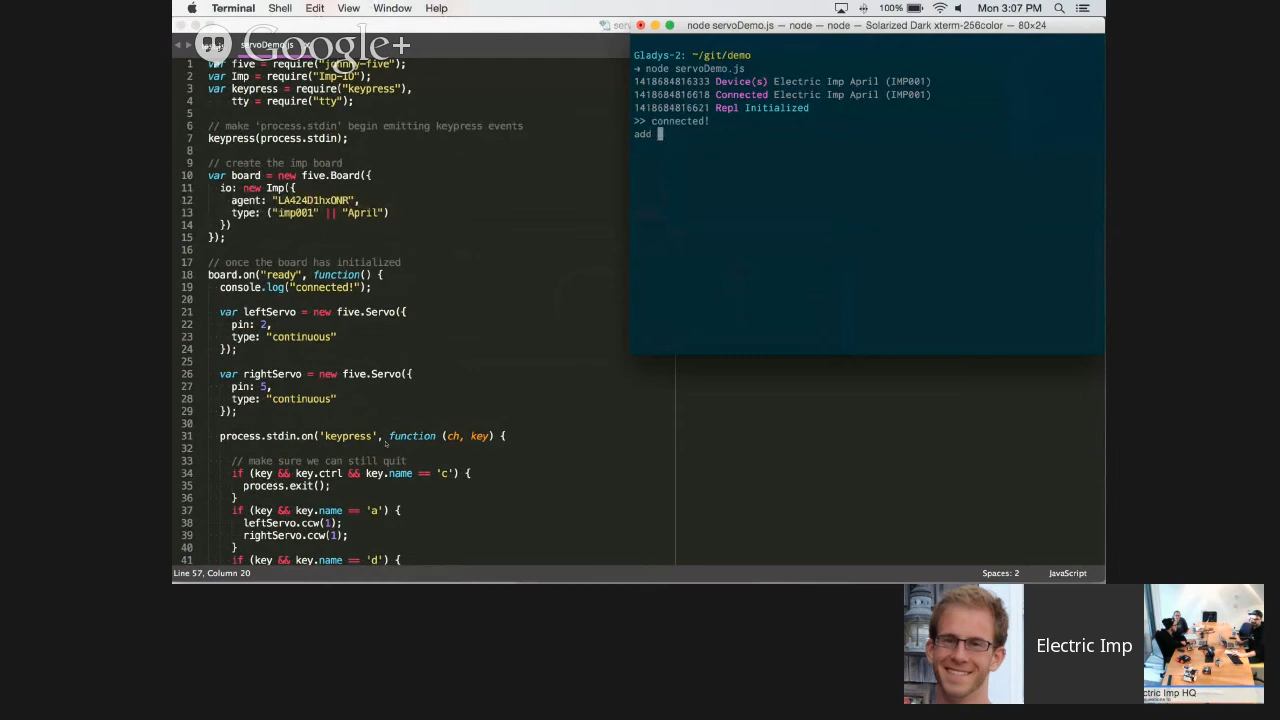 Terminal Shell Edit View Window Help
100% Mon 3:07 PM
Google+
servoDemo.js
node servoDemo.js — node — node — Solarized Dark xterm-256color — 80×24
1 var five = require("johnny-five");
2 var Imp = require("Imp-IO");
3 var keypress = require("keypress"),
4 tty = require("tty");
5
6 // make 'process.stdin' begin emitting keypress events
7 keypress(process.stdin);
8
9 // create the imp board
10 var board = new five.Board({
11 io: new Imp({
12 agent: "LA424D1hxONR",
13 type: ("imp001" || "April")
14 })
15 });
16
17 // once the board has initialized
18 board.on("ready", function() {
19 console.log("connected!");
20
21 var leftServo = new five.Servo({
22 pin: 2,
23 type: "continuous"
24 });
25
26 var rightServo = new five.Servo({
27 pin: 5,
28 type: "continuous"
29 });
30
31 process.stdin.on('keypress', function (ch, key) {
32
33 // make sure we can still quit
34 if (key && key.ctrl && key.name == 'c') {
35 process.exit();
36 }
37 if (key && key.name == 'a') {
38 leftServo.ccw(1);
39 rightServo.ccw(1);
40 }
41 if (key && key.name == 'd') {
Gladys-2: ~/git/demo
→ node servoDemo.js
1418684816333 Device(s) Electric Imp April (IMP001)
1418684816618 Connected Electric Imp April (IMP001)
1418684816621 Repl Initialized
>> connected!
add
Line 57, Column 20
Spaces: 2 JavaScript
Electric Imp
ctric Imp HQ